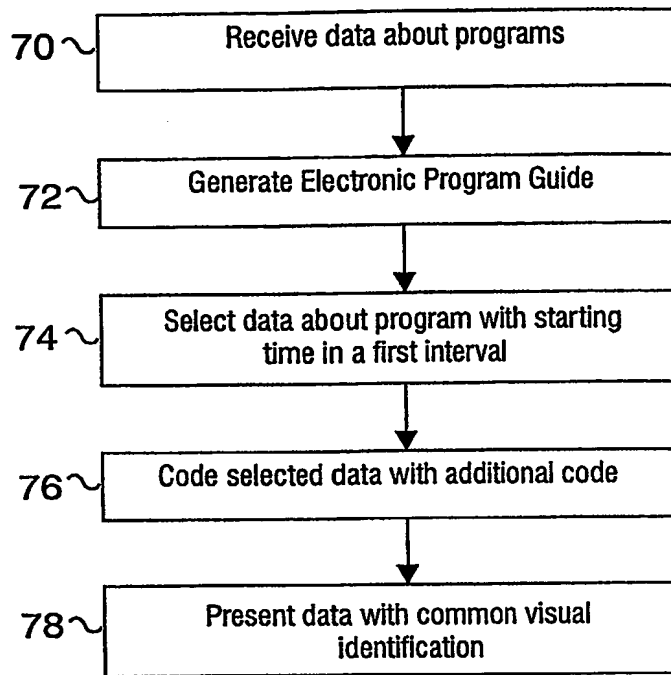 70
Receive data about programs
72
Generate Electronic Program Guide
74
Select data about program with starting
time in a first interval
76
Code selected data with additional code
78
Present data with common visual
identification